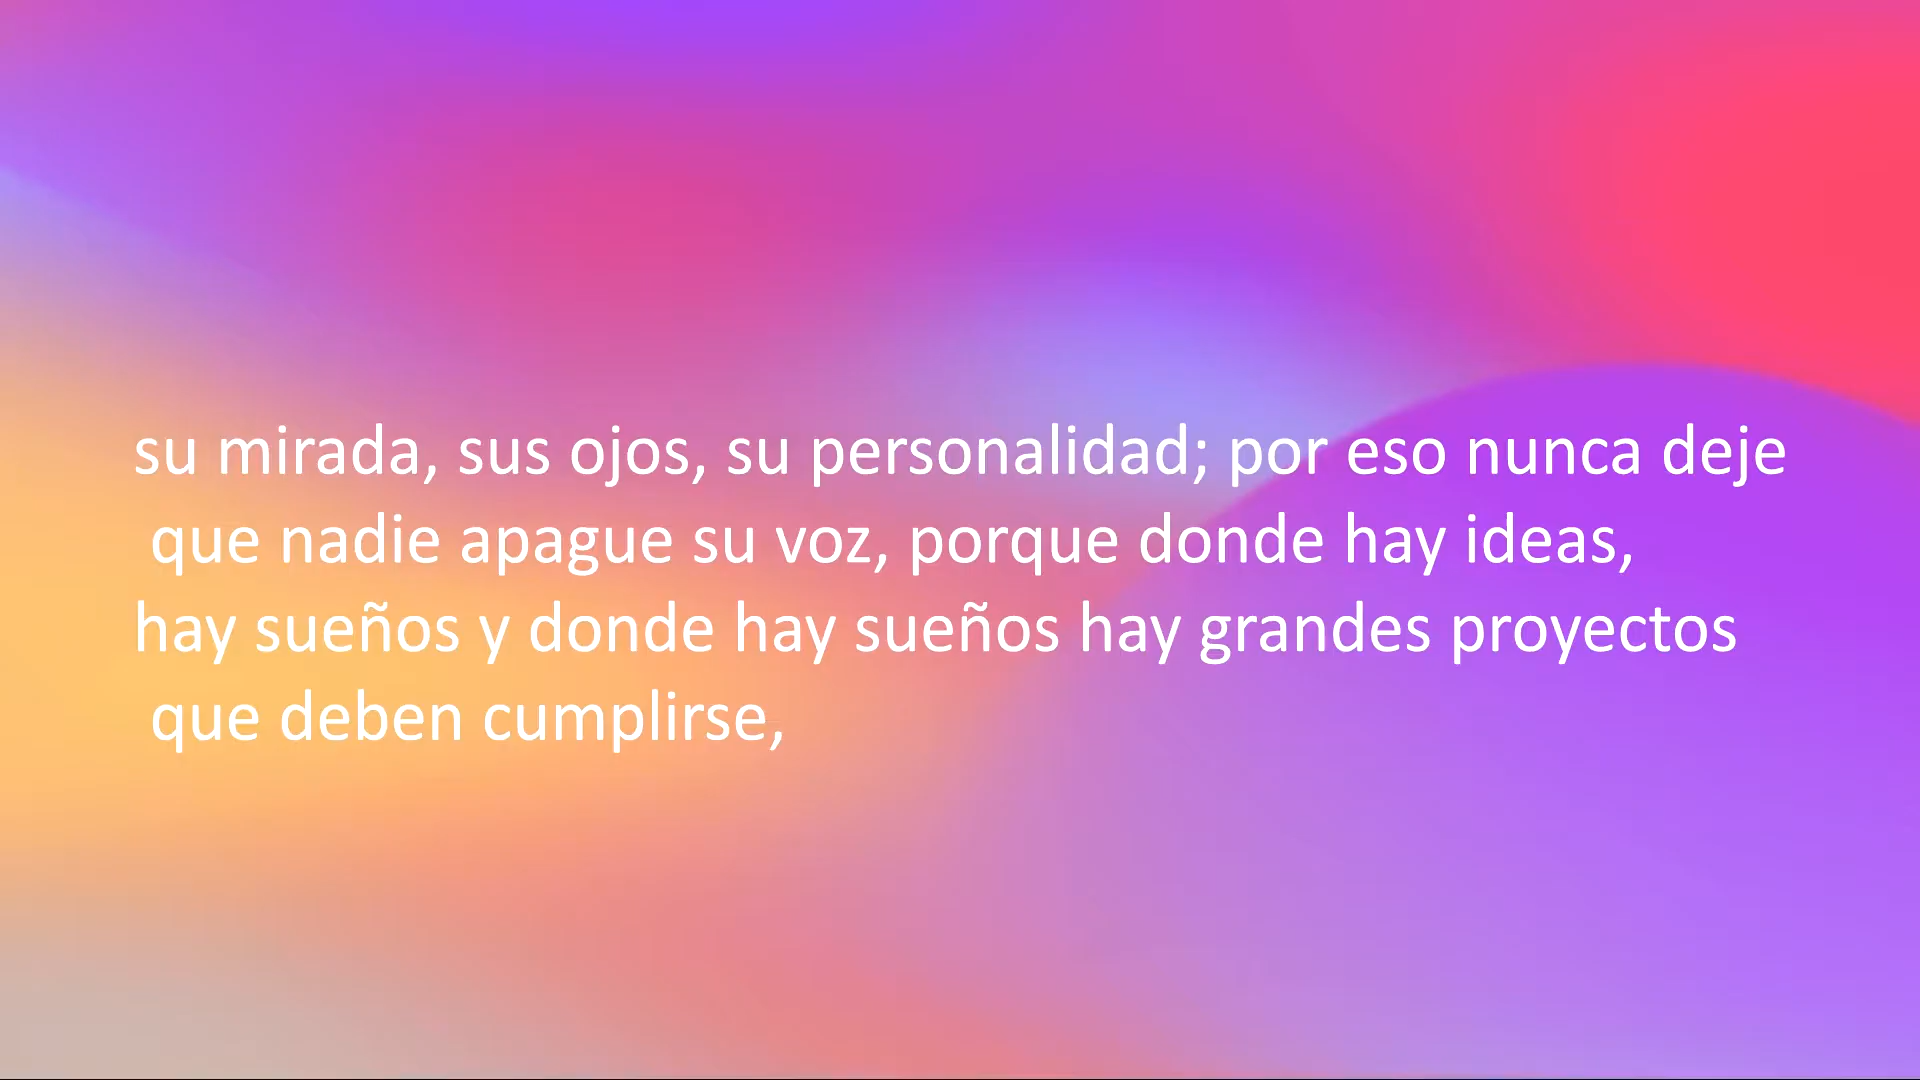 su mirada, sus ojos, su personalidad; por eso nunca deje
que nadie apague su voz, porque donde hay ideas,
hay sueños y donde hay sueños hay grandes proyectos
que deben cumplirse,